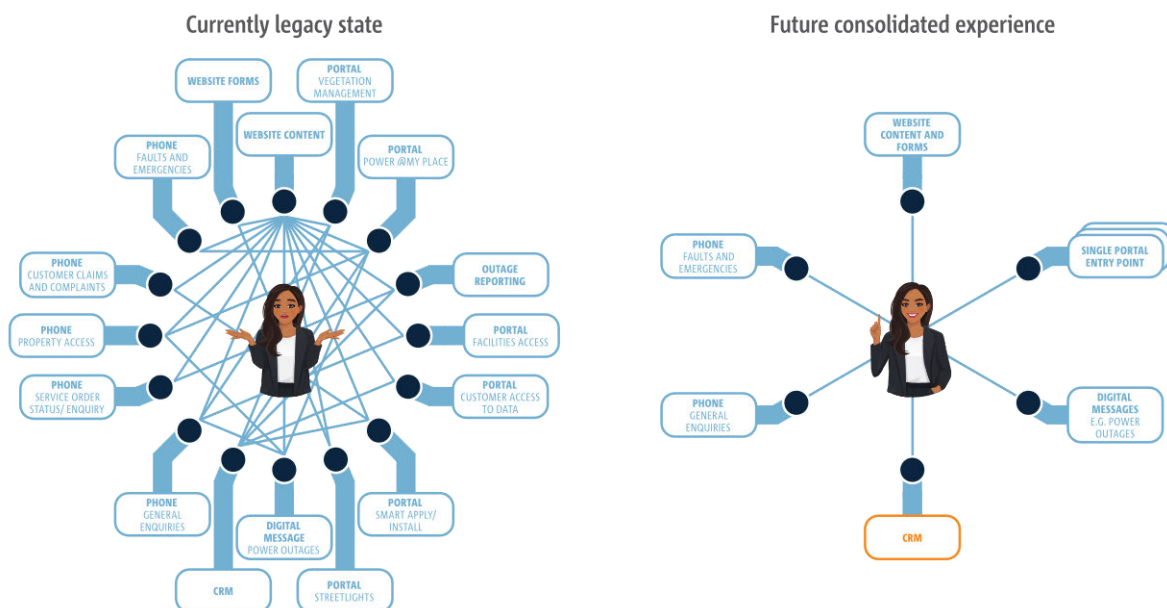 Currently legacy state
WEBSITE FORMS
PORTAL
VEGETATION
MANAGEMENT
WEBSITE CONTENT
PHONE
FAULTS AND
EMERGENCIES
PORTAL
POWER @MY PLACE
PHONE
CUSTOMER CLAIMS
AND COMPLAINTS
OUTAGE
REPORTING
PHONE
PROPERTY ACCESS
PORTAL
FACILITIES ACCESS
PHONE
SERVICE ORDER
STATUS/ ENQUIRY
PORTAL
CUSTOMER ACCESS
TO DATA
PHONE
GENERAL
ENQUIRIES
PORTAL
SMART APPLY/
INSTALL
DIGITAL
MESSAGE
POWER OUTAGES
CRM
PORTAL
STREETLIGHTS
Future consolidated experience
WEBSITE
CONTENT AND
FORMS
PHONE
FAULTS AND
EMERGENCIES
SINGLE PORTAL
ENTRY POINT
PHONE
GENERAL
ENQUIRIES
DIGITAL
MESSAGES
E.G. POWER
OUTAGES
CRM